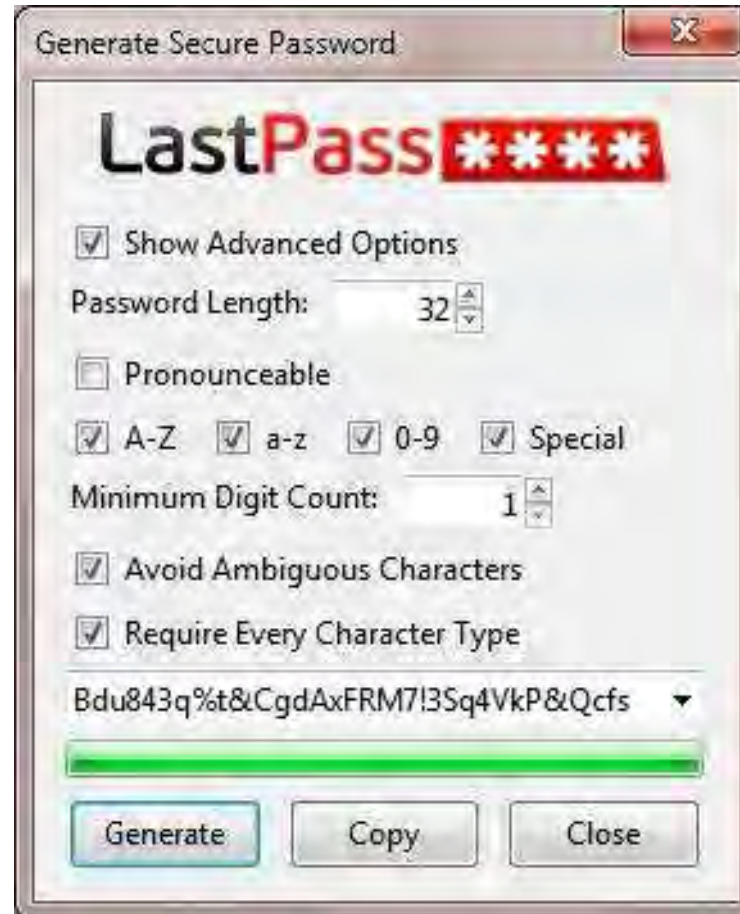 Generate Secure Password
LastPass ****
Show Advanced Options
Password Length: 32
Pronounceable
A-Z a-z 0-9 Special
Minimum Digit Count: 1
Avoid Ambiguous Characters
Require Every Character Type
Bdu843q%t&CgdAxFRM7!3Sq4VkP&Qcfs
Generate Copy Close